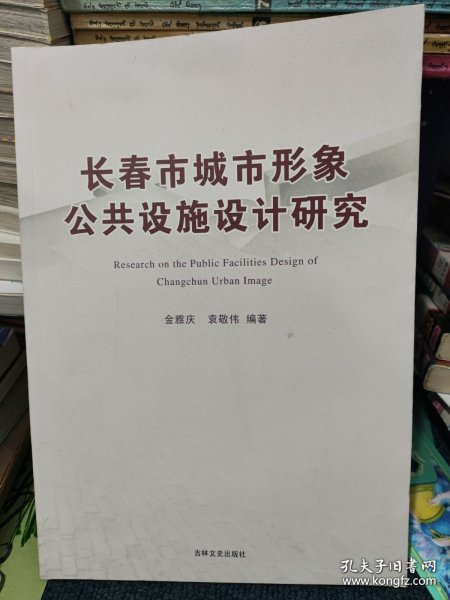 长春市城市形象
公共设施设计研究
Research on the Public Facilities Design of
Changchun Urban Image
金雅庆 袁敬伟 编著
吉林文史出版社
孔夫子旧书网
www.kongfz.com